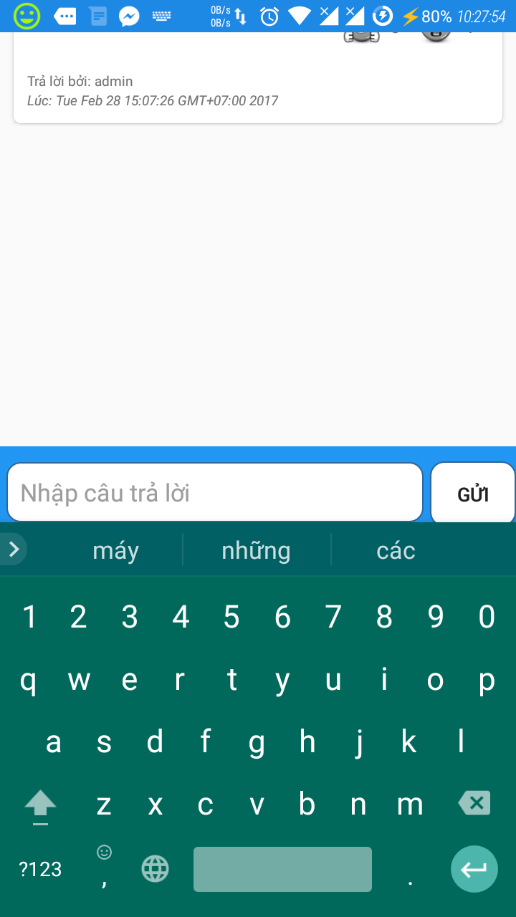 0B/s
0B/s
80% 10:27:54
Trả lời bởi: admin
Lúc: Tue Feb 28 15:07:26 GMT+07:00 2017
Nhập câu trả lời
GỬI
máy những các
1 2 3 4 5 6 7 8 9 0
q w e r t y u i o p
a s d f g h j k l
z x c v b n m
?123 , .